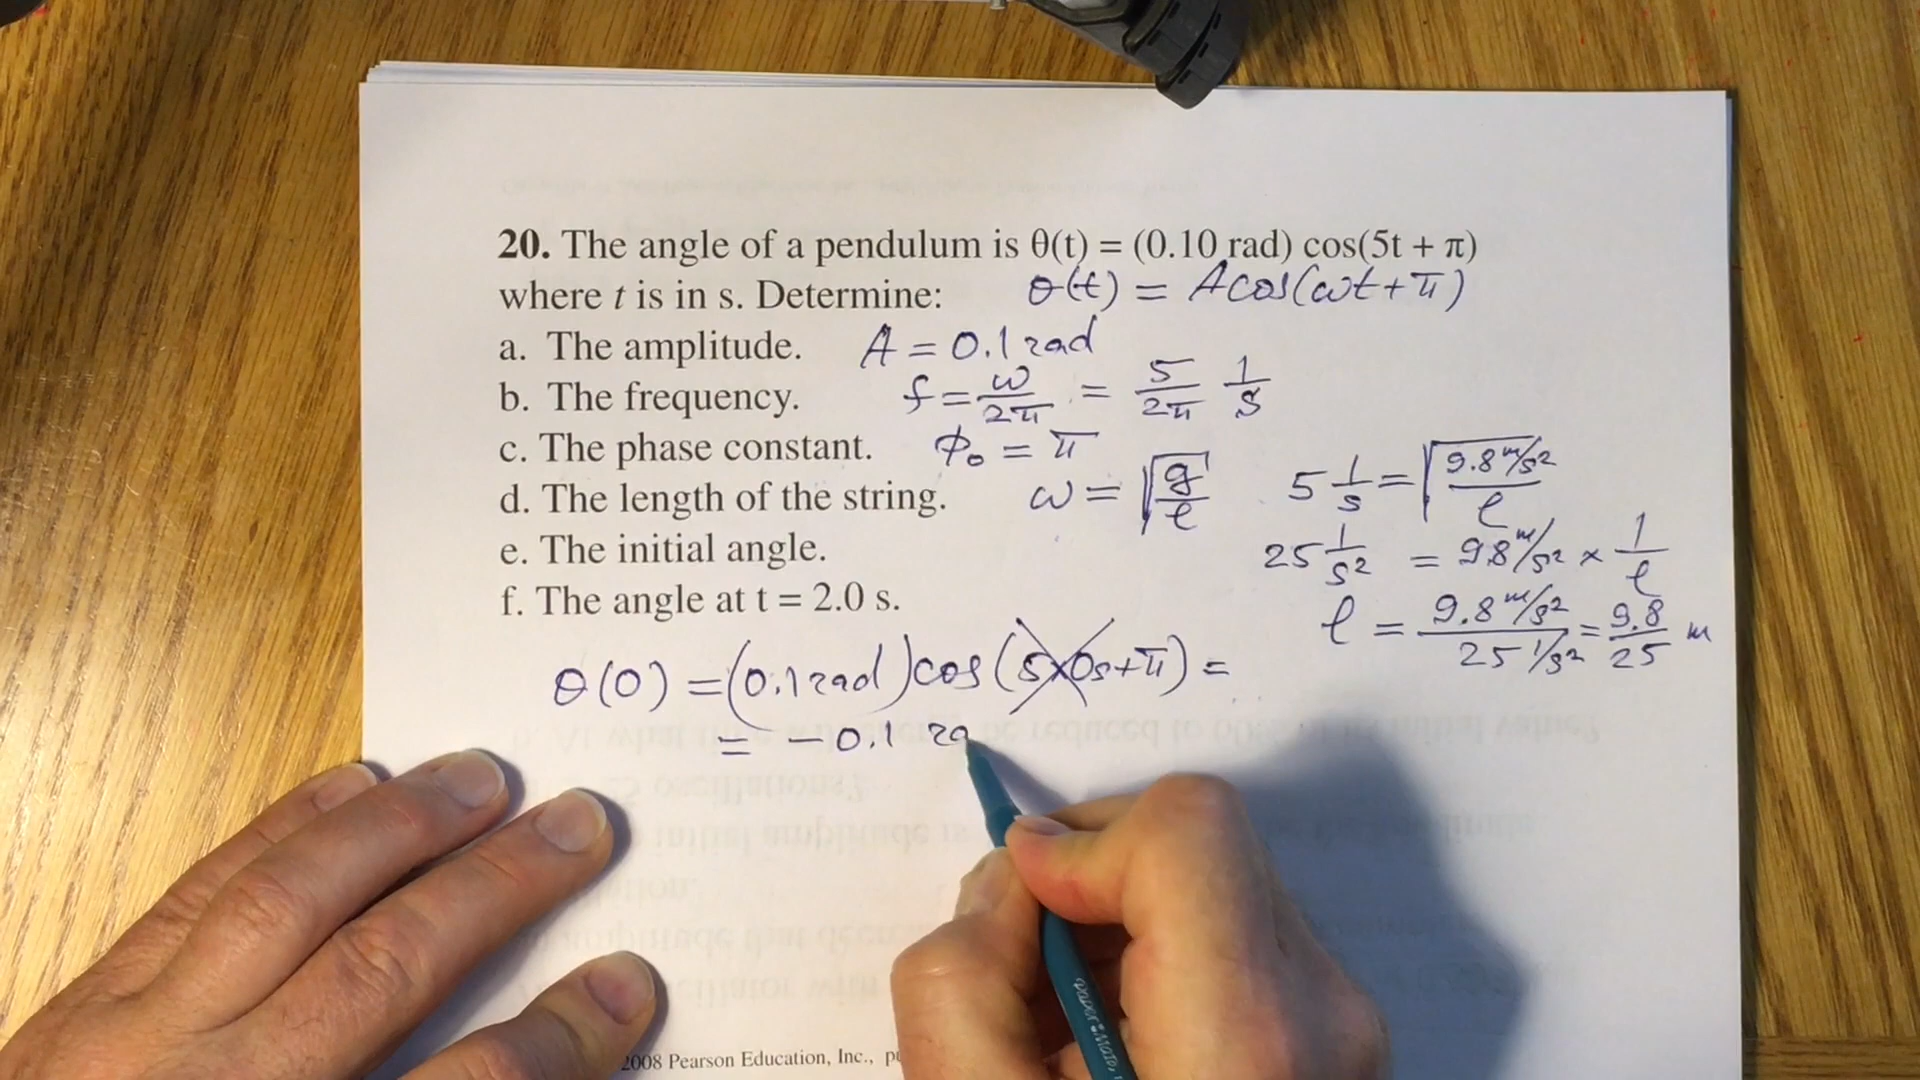 20. The angle of a pendulum is θ(t) = (0.10 rad) cos(5t + π)
where t is in s. Determine: θ(t) = A cos(ωt + π)
a. The amplitude. A = 0.1 rad
b. The frequency. f = ω/2π = 5/2π 1/s
c. The phase constant. ϕ₀ = π
d. The length of the string. ω = √(g/ℓ) 5 1/s = √(9.8 m/s²/ℓ)
e. The initial angle. 25 1/s² = 9.8 m/s² × 1/ℓ
f. The angle at t = 2.0 s. ℓ = 9.8 m/s² / 25 1/s² = 9.8/25 m
θ(0) = (0.1 rad) cos(5×0s + π) =
= -0.1 ra
2008 Pearson Education, Inc.,
paper:mate